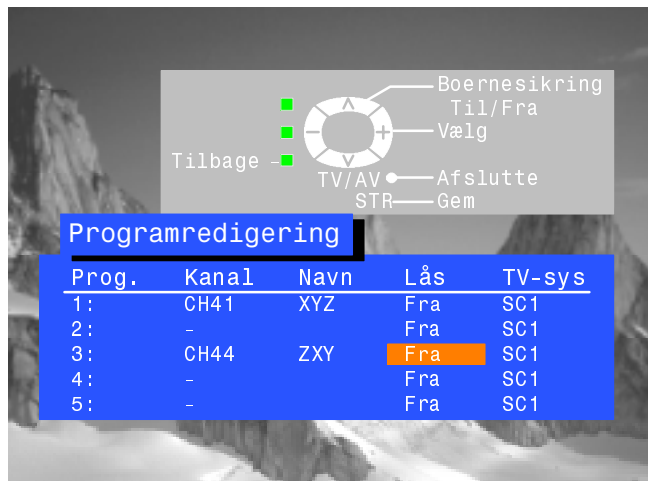 Boernesikring
Til/Fra
Vælg
Tilbage
TV/AV Afslutte
STR Gem
Programredigering
Prog. Kanal Navn Lås TV-sys
1: CH41 XYZ Fra SC1
2: - Fra SC1
3: CH44 ZXY Fra SC1
4: - Fra SC1
5: - Fra SC1